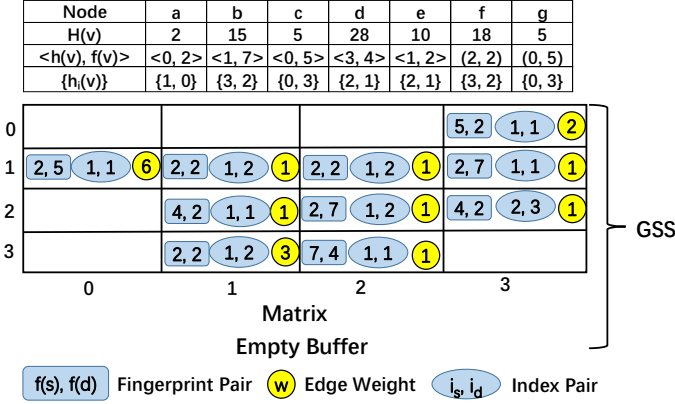 Node a b c d e f g
H(v) 2 15 5 28 10 18 5
<h(v), f(v)> <0, 2> <1, 7> <0, 5> <3, 4> <1, 2> (2, 2) (0, 5)
{hᵢ(v)} {1, 0} {3, 2} {0, 3} {2, 1} {2, 1} {3, 2} {0, 3}
0 5, 2 1, 1 2
1 2, 5 1, 1 6 2, 2 1, 2 1 2, 2 1, 2 1 2, 7 1, 1 1
2 4, 2 1, 1 1 2, 7 1, 2 1 4, 2 2, 3 1
GSS
3 2, 2 1, 2 3 7, 4 1, 1 1
0 1 2 3
Matrix
Empty Buffer
f(s), f(d) Fingerprint Pair w Edge Weight iₛ, i_d Index Pair